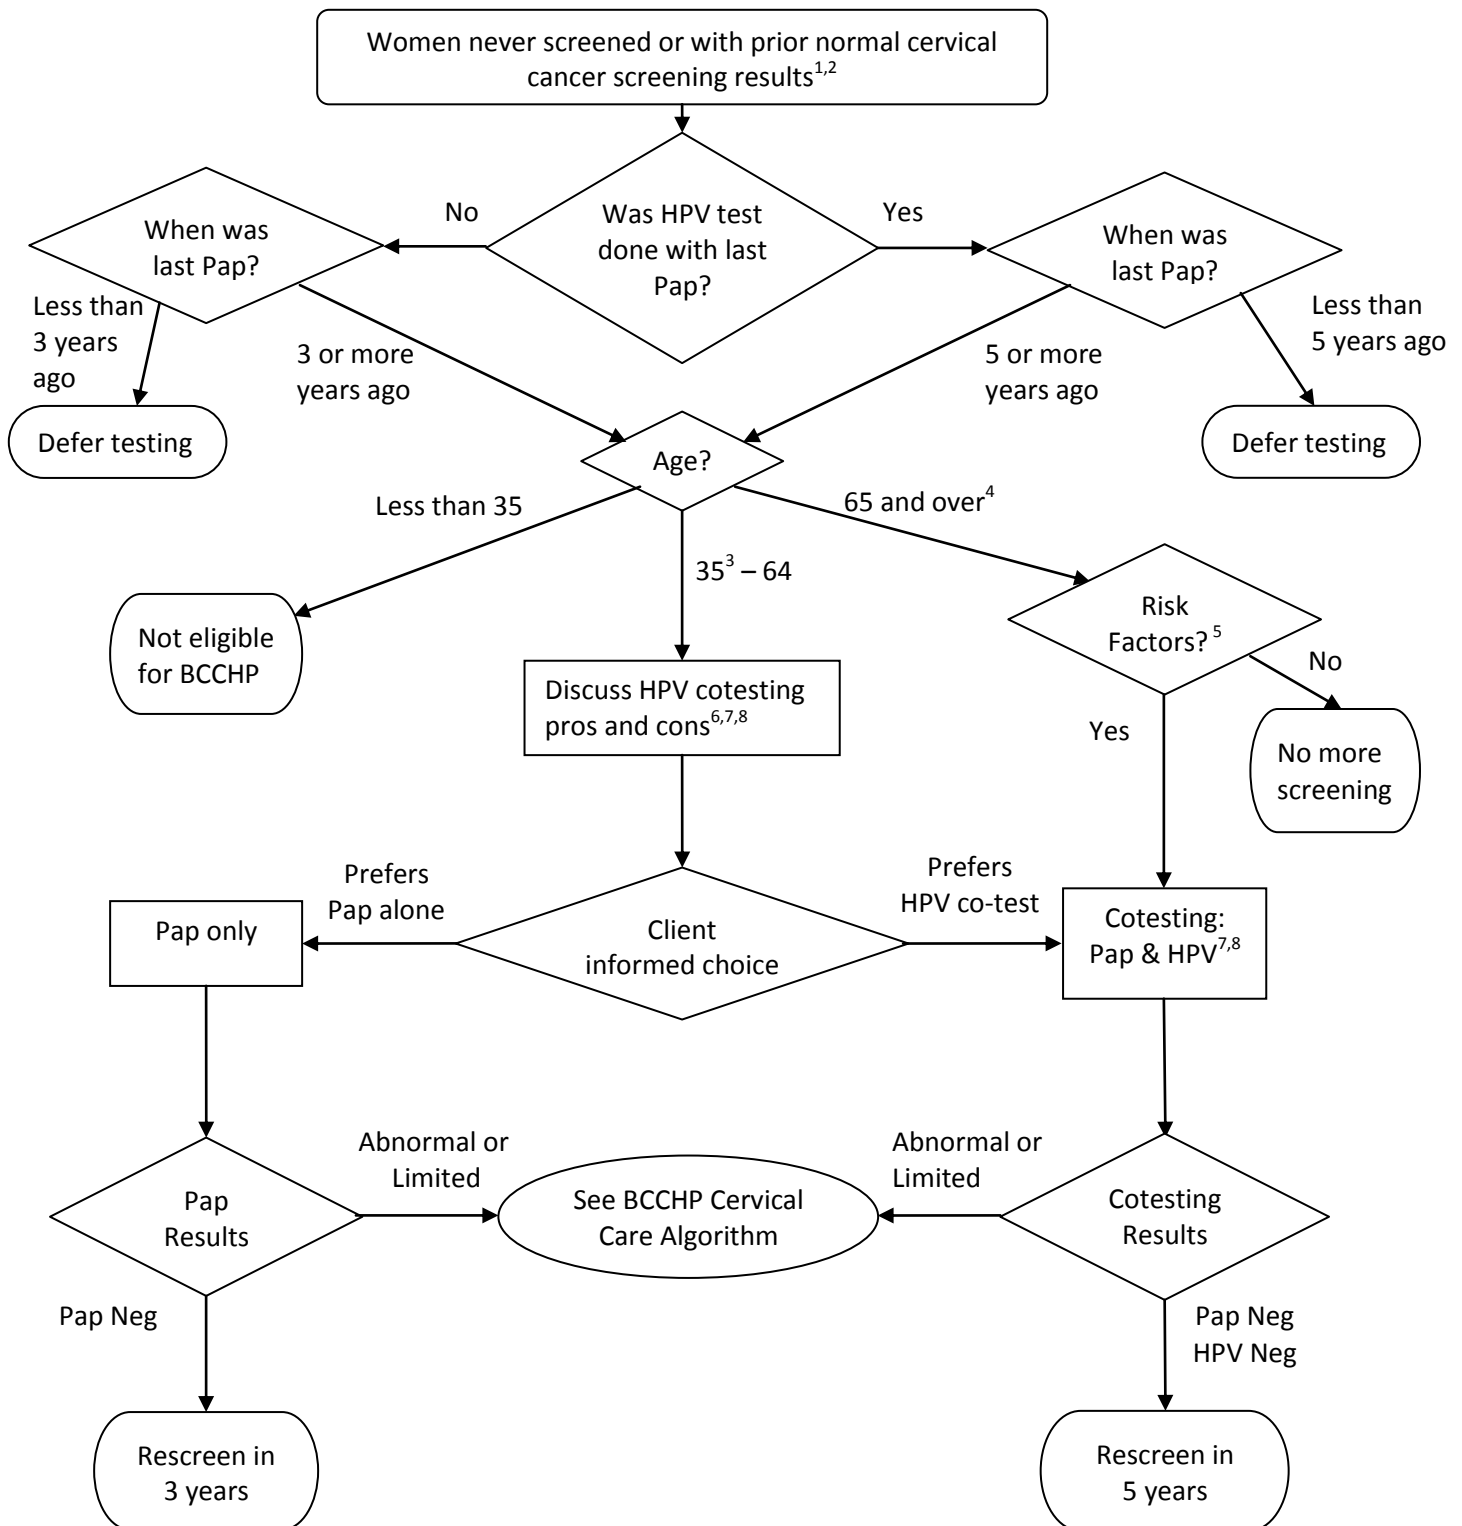 Women never screened or with prior normal cervical
cancer screening results1,2
No
Was HPV test
done with last
Pap?
Yes
When was
last Pap?
When was
last Pap?
Less than
3 years
ago
3 or more
years ago
5 or more
years ago
Less than
5 years ago
Defer testing
Age?
Defer testing
Less than 35
65 and over4
353 – 64
Not eligible
for BCCHP
Risk
Factors? 5
No
Discuss HPV cotesting
pros and cons6,7,8
Yes
No more
screening
Prefers
Pap alone
Prefers
HPV co-test
Pap only
Client
informed choice
Cotesting:
Pap & HPV7,8
Abnormal or
Limited
Abnormal or
Limited
Pap
Results
See BCCHP Cervical
Care Algorithm
Cotesting
Results
Pap Neg
Pap Neg
HPV Neg
Rescreen in
3 years
Rescreen in
5 years